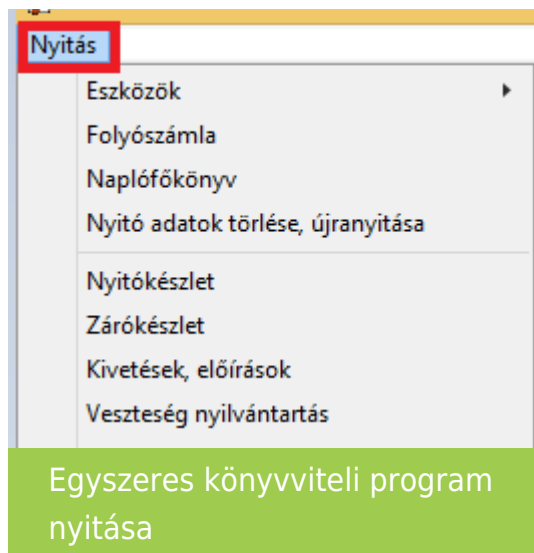 Nyitás
Eszközök
Folyószámla
Naplófőkönyv
Nyitó adatok törlése, újranyitása
Nyitókészlet
Zárókészlet
Kivetések, előírások
Veszteség nyilvántartás
Egyszeres könyvviteli program
nyitása